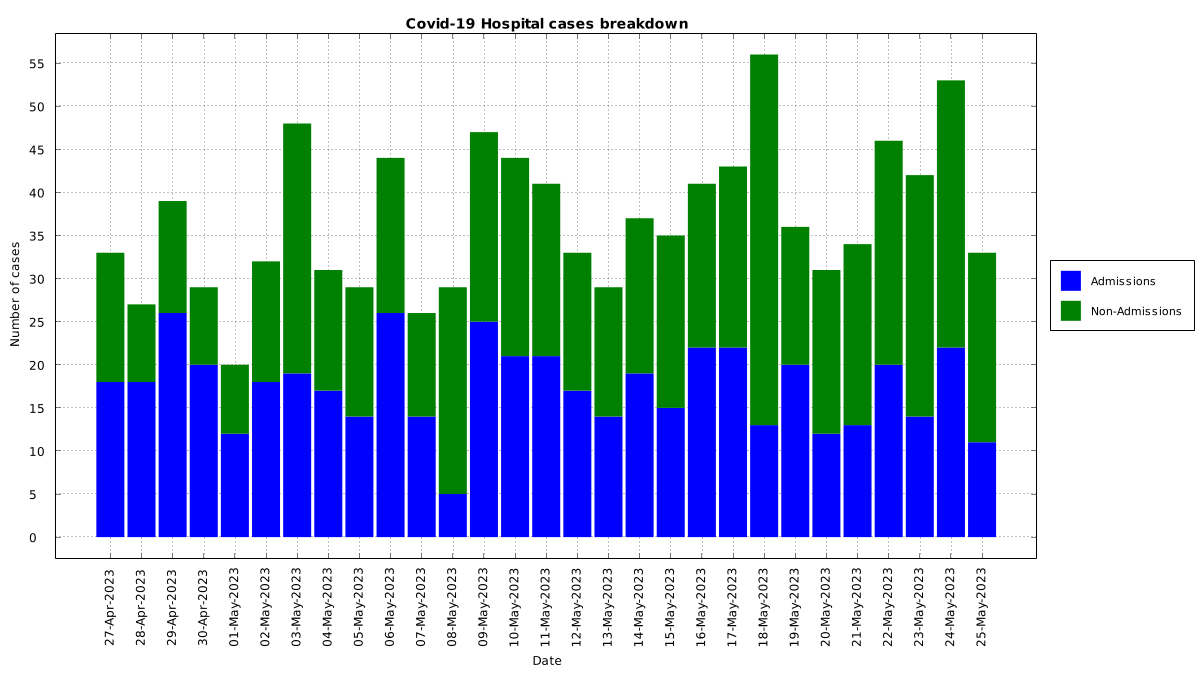 Covid-19 Hospital cases breakdown
55
50
45
40
35
30
25
20
15
10
5
0
Number of cases
27-Apr-2023
28-Apr-2023
29-Apr-2023
30-Apr-2023
01-May-2023
02-May-2023
03-May-2023
04-May-2023
05-May-2023
06-May-2023
07-May-2023
08-May-2023
09-May-2023
10-May-2023
11-May-2023
12-May-2023
13-May-2023
14-May-2023
15-May-2023
16-May-2023
17-May-2023
18-May-2023
19-May-2023
20-May-2023
21-May-2023
22-May-2023
23-May-2023
24-May-2023
25-May-2023
Date
Admissions
Non-Admissions